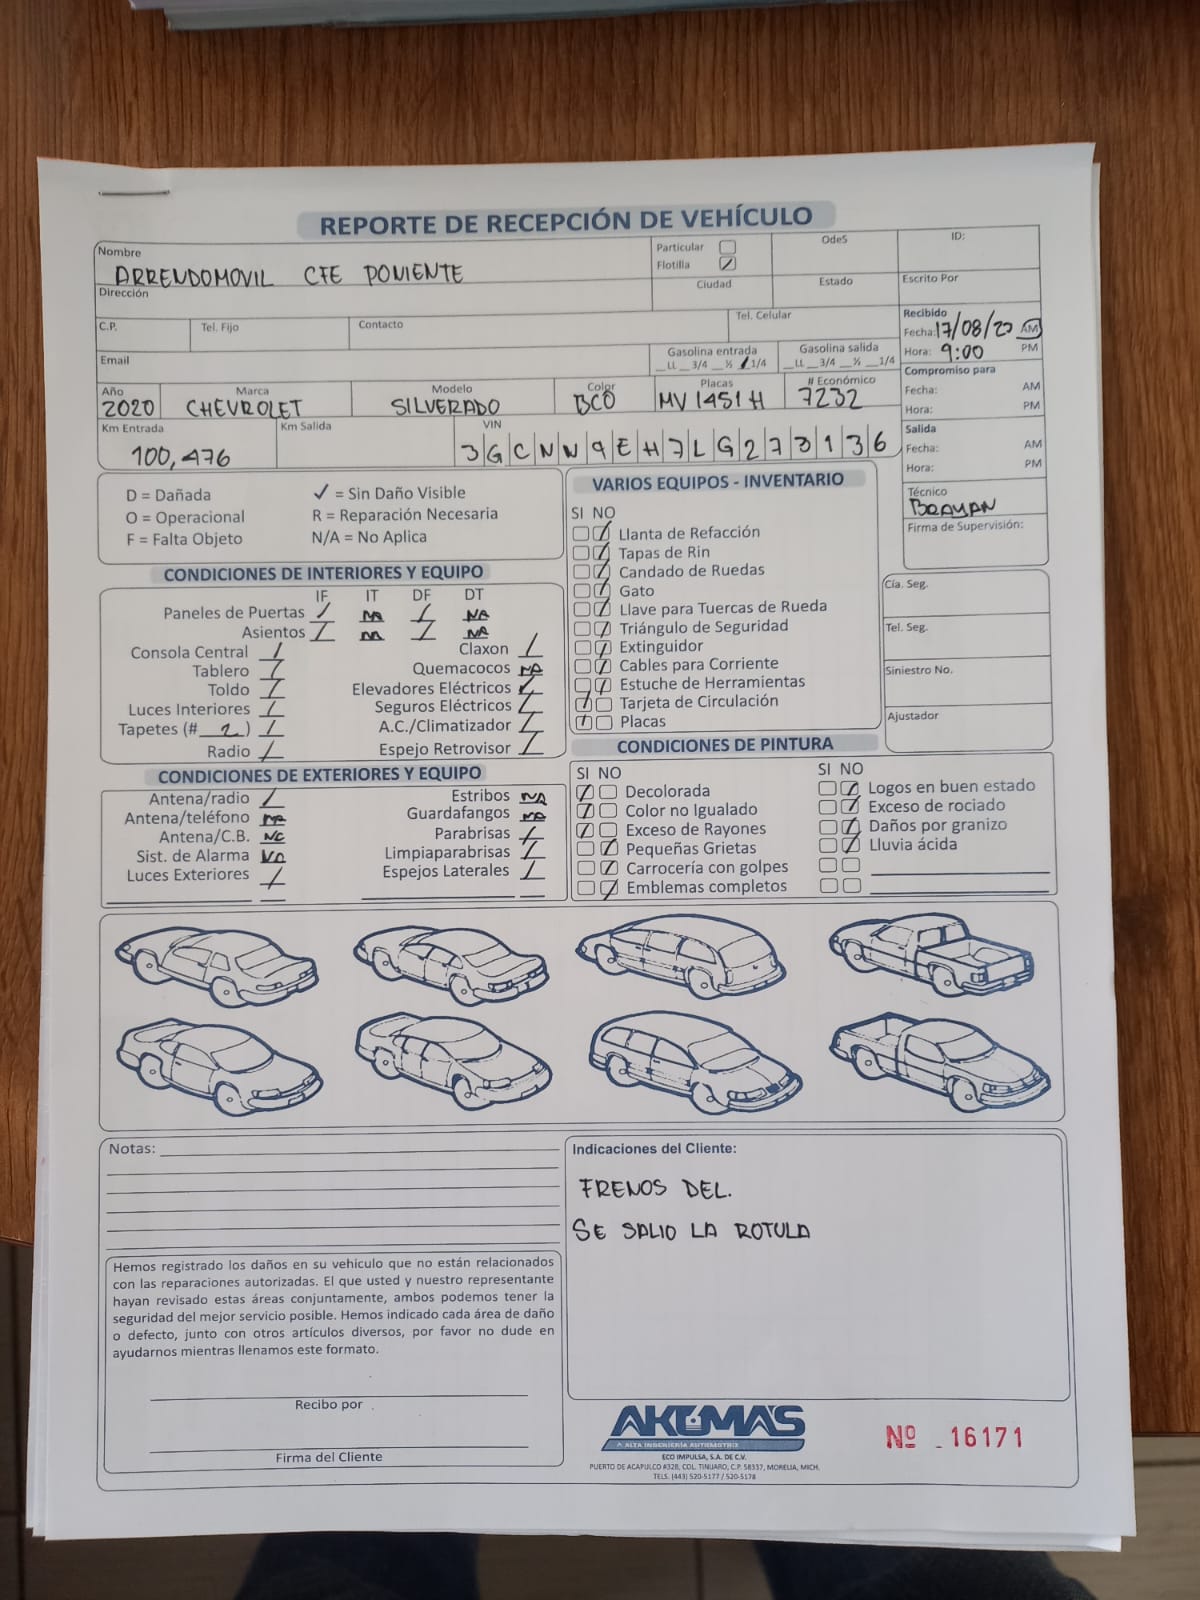 REPORTE DE RECEPCIÓN DE VEHÍCULO
Nombre
ARRENDOMOVIL CFE PONIENTE
Particular
Flotilla
OdeS
ID:
Dirección
Ciudad
Estado
Escrito Por
C.P.
Tel. Fijo
Contacto
Tel. Celular
Recibido
Fecha: 17/08/20 AM
Hora: 9:00 PM
Email
Gasolina entrada
_LL _3/4 _½ _1/4
Gasolina salida
_LL _3/4 _½ _1/4
Compromiso para
Fecha: AM
Hora: PM
Año
2020
Marca
CHEVROLET
Modelo
SILVERADO
Color
BCO
Placas
MV1451H
# Económico
7232
Km Entrada
100,476
Km Salida
VIN
3GCNW9EH7LG273136
Salida
Fecha: AM
Hora: PM
Técnico
BRAYAN
Firma de Supervisión:
D = Dañada
✓ = Sin Daño Visible
O = Operacional
R = Reparación Necesaria
F = Falta Objeto
N/A = No Aplica
CONDICIONES DE INTERIORES Y EQUIPO
IF IT DF DT
Paneles de Puertas NA NA
Asientos NA NA
Consola Central
Claxon
Tablero
Quemacocos NA
Toldo
Elevadores Eléctricos
Luces Interiores
Seguros Eléctricos
Tapetes (# 2 )
A.C./Climatizador
Radio
Espejo Retrovisor
CONDICIONES DE EXTERIORES Y EQUIPO
Antena/radio
Estribos NA
Antena/teléfono NA
Guardafangos NA
Antena/C.B.
Parabrisas
Sist. de Alarma NA
Limpiaparabrisas
Luces Exteriores
Espejos Laterales
VARIOS EQUIPOS - INVENTARIO
SI NO
Llanta de Refacción
Tapas de Rin
Candado de Ruedas
Gato
Llave para Tuercas de Rueda
Triángulo de Seguridad
Extinguidor
Cables para Corriente
Estuche de Herramientas
Tarjeta de Circulación
Placas
Cía. Seg.
Tel. Seg.
Siniestro No.
Ajustador
CONDICIONES DE PINTURA
SI NO
Decolorada
Color no Igualado
Exceso de Rayones
Pequeñas Grietas
Carrocería con golpes
Emblemas completos
SI NO
Logos en buen estado
Exceso de rociado
Daños por granizo
Lluvia ácida
Notas:
Indicaciones del Cliente:
FRENOS DEL.
SE SALIO LA ROTULA
Hemos registrado los daños en su vehiculo que no están relacionados
con las reparaciones autorizadas. El que usted y nuestro representante
hayan revisado estas áreas conjuntamente, ambos podemos tener la
seguridad del mejor servicio posible. Hemos indicado cada área de daño
o defecto, junto con otros artículos diversos, por favor no dude en
ayudarnos mientras llenamos este formato.
Recibo por
Firma del Cliente
AKUMAS
ALTA INGENIERÍA AUTOMOTRIZ
ECO IMPULSA, S.A. DE C.V.
PUERTO DE ACAPULCO #328, COL. TINIJARO, C.P. 58337, MORELIA, MICH.
TELS. (443) 520-5177 / 520-5178
Nº 16171